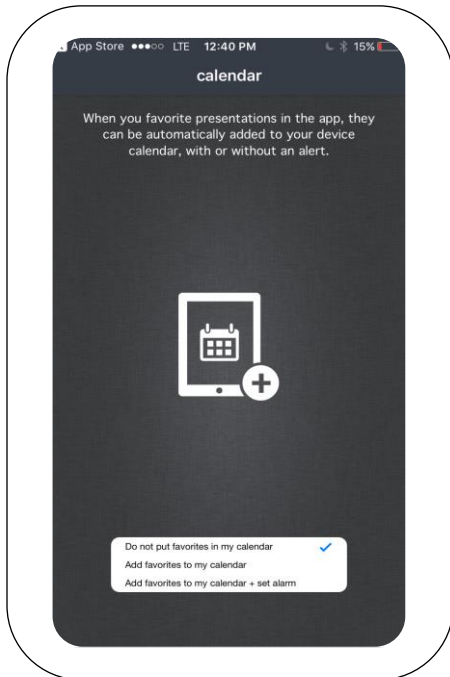 App Store LTE 12:40 PM 15%
calendar
When you favorite presentations in the app, they
can be automatically added to your device
calendar, with or without an alert.
Do not put favorites in my calendar
Add favorites to my calendar
Add favorites to my calendar + set alarm